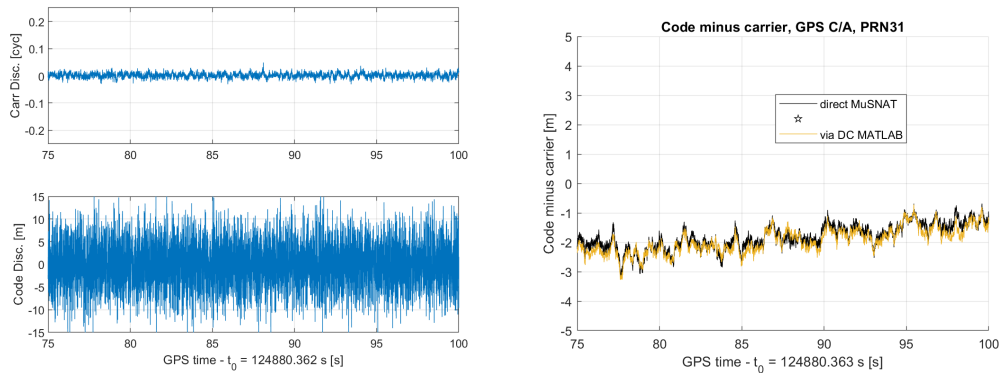 0.2
0.1
0
-0.1
-0.2
Carr Disc. [cyc]
75 80 85 90 95 100
15
10
5
0
-5
-10
-15
Code Disc. [m]
75 80 85 90 95 100
GPS time - t0 = 124880.362 s [s]
Code minus carrier, GPS C/A, PRN31
5
4
3
2
1
0
-1
-2
-3
-4
-5
Code minus carrier [m]
direct MuSNAT
via DC MATLAB
75 80 85 90 95 100
GPS time - t0 = 124880.363 s [s]